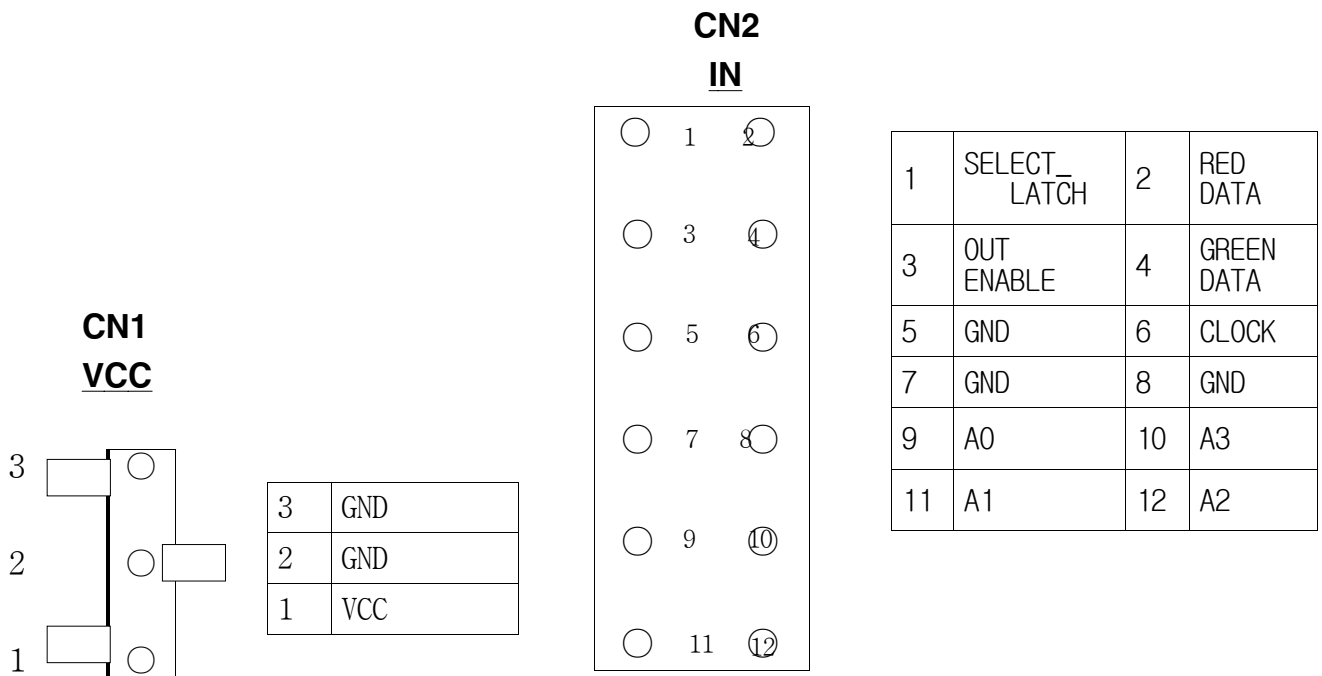 CN2
IN
1 2
3 4
5 6
7 8
9 10
11 12
1 SELECT_ LATCH 2 RED DATA
3 OUT ENABLE 4 GREEN DATA
5 GND 6 CLOCK
7 GND 8 GND
9 A0 10 A3
11 A1 12 A2
CN1
VCC
3
2
1
3 GND
2 GND
1 VCC